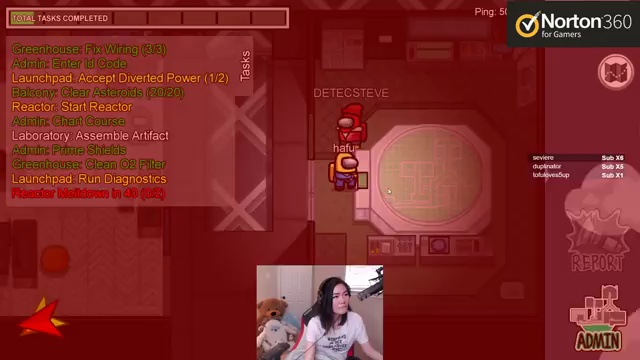 TOTAL TASKS COMPLETED
Ping: 50
Norton360
for Gamers
Tasks
Greenhouse: Fix Wiring (3/3)
Admin: Enter Id Code
Launchpad: Accept Diverted Power (1/2)
Balcony: Clear Asteroids (20/20)
Reactor: Start Reactor
Admin: Chart Course
Laboratory: Assemble Artifact
Admin: Prime Shields
Greenhouse: Clean O2 Filter
Launchpad: Run Diagnostics
Reactor Meltdown in 43 (0/2)
DETECSTEVE
hafu
seviere Sub X6
duplinator Sub X5
tofuloves5up Sub X1
REPORT
ADMIN